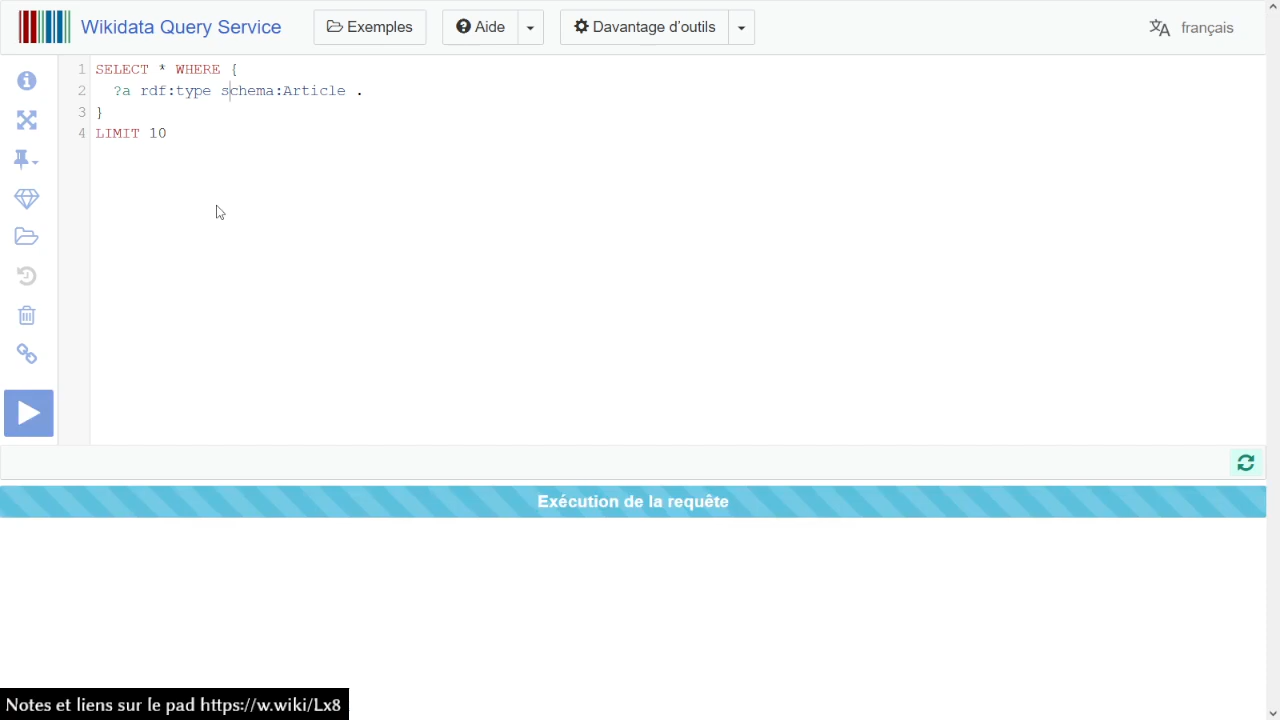 Wikidata Query Service
Exemples
Aide
Davantage d'outils
français
1 SELECT * WHERE {
2 ?a rdf:type schema:Article .
3 }
4 LIMIT 10
Exécution de la requête
Notes et liens sur le pad https://w.wiki/Lx8